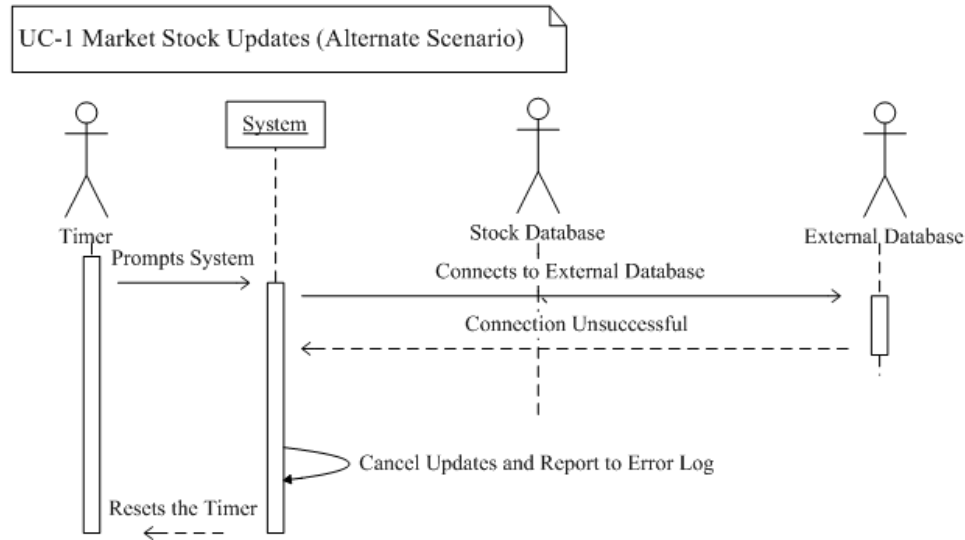 UC-1 Market Stock Updates (Alternate Scenario)
System
Timer
Stock Database
External Database
Prompts System
Connects to External Database
Connection Unsuccessful
Cancel Updates and Report to Error Log
Resets the Timer